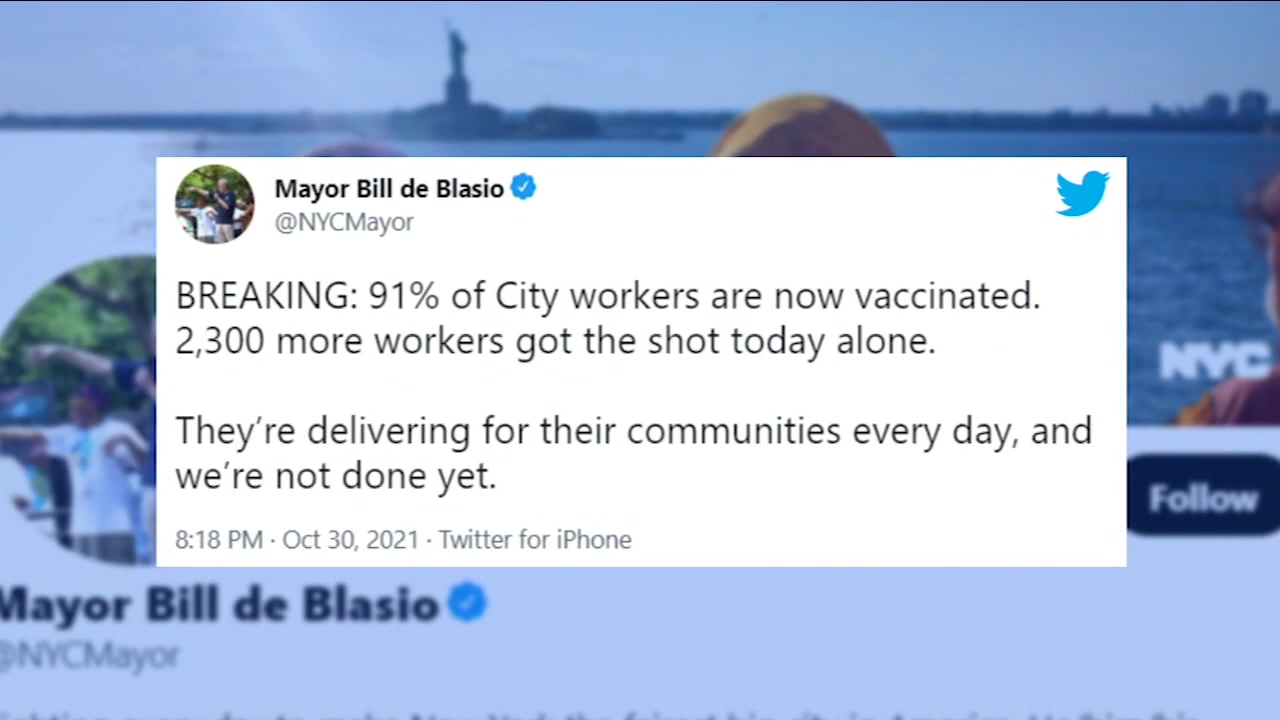 Mayor Bill de Blasio
@NYCMayor
BREAKING: 91% of City workers are now vaccinated.
2,300 more workers got the shot today alone.
They’re delivering for their communities every day, and
we’re not done yet.
8:18 PM · Oct 30, 2021 · Twitter for iPhone
NYC
Follow
Mayor Bill de Blasio
@NYCMayor